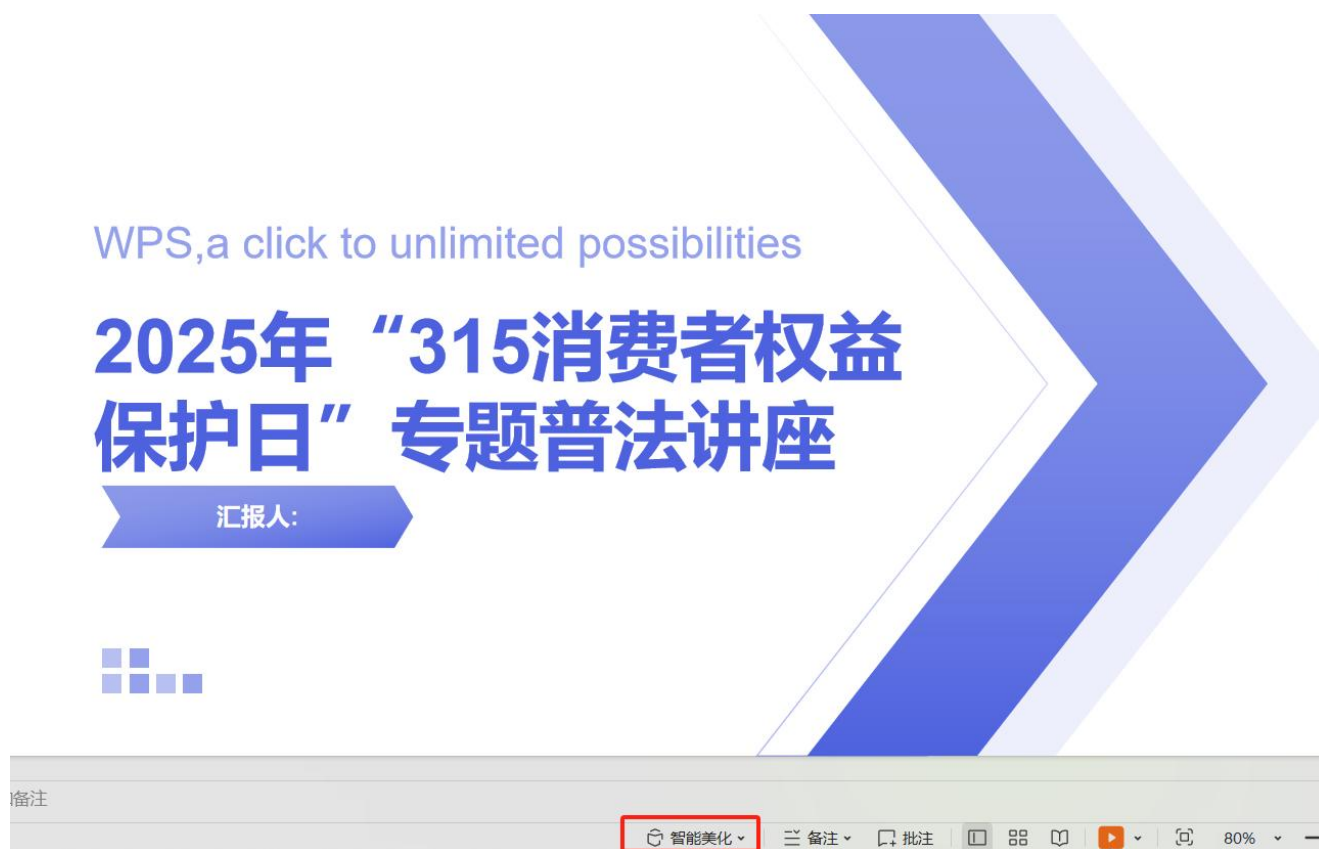 WPS,a click to unlimited possibilities
2025年“315消费者权益
保护日”专题普法讲座
汇报人:
备注
智能美化 备注 批注 80%